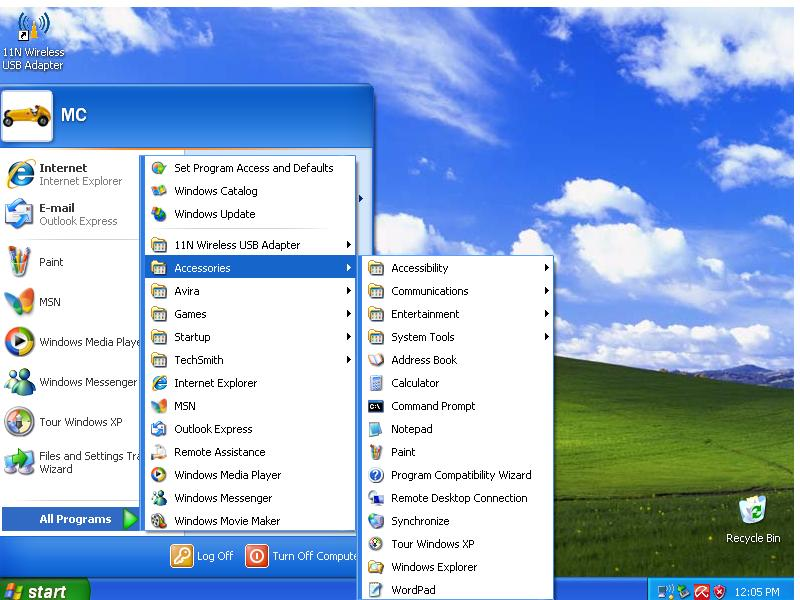 11N Wireless
USB Adapter
MC
Internet
Internet Explorer
E-mail
Outlook Express
Paint
MSN
Windows Media Playe
Windows Messenger
Tour Windows XP
Files and Settings Tra
Wizard
All Programs
Set Program Access and Defaults
Windows Catalog
Windows Update
11N Wireless USB Adapter
Accessories
Avira
Games
Startup
TechSmith
Internet Explorer
MSN
Outlook Express
Remote Assistance
Windows Media Player
Windows Messenger
Windows Movie Maker
Accessibility
Communications
Entertainment
System Tools
Address Book
Calculator
Command Prompt
Notepad
Paint
Program Compatibility Wizard
Remote Desktop Connection
Synchronize
Tour Windows XP
Windows Explorer
WordPad
Log Off
Turn Off Compute
Recycle Bin
start
12:05 PM